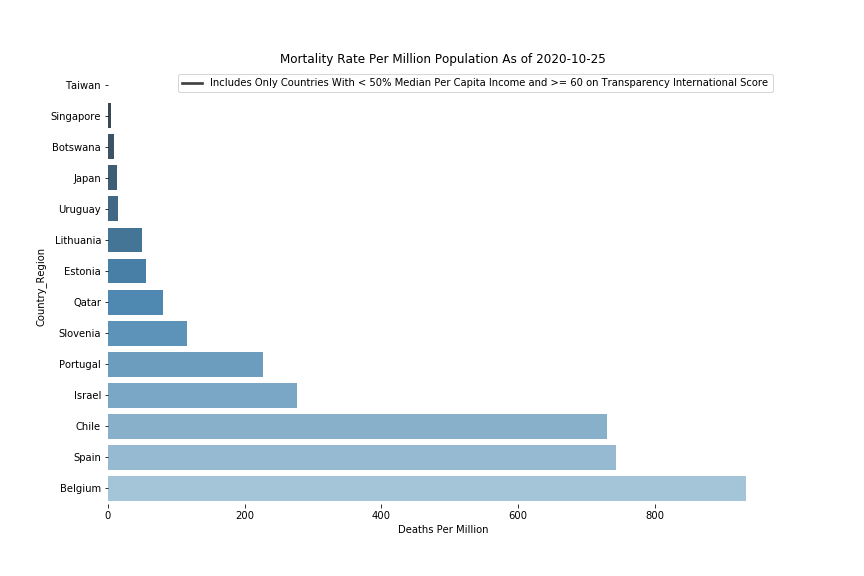 Mortality Rate Per Million Population As of 2020-10-25
Includes Only Countries With < 50% Median Per Capita Income and >= 60 on Transparency International Score
Country_Region
Taiwan
Singapore
Botswana
Japan
Uruguay
Lithuania
Estonia
Qatar
Slovenia
Portugal
Israel
Chile
Spain
Belgium
0 200 400 600 800
Deaths Per Million